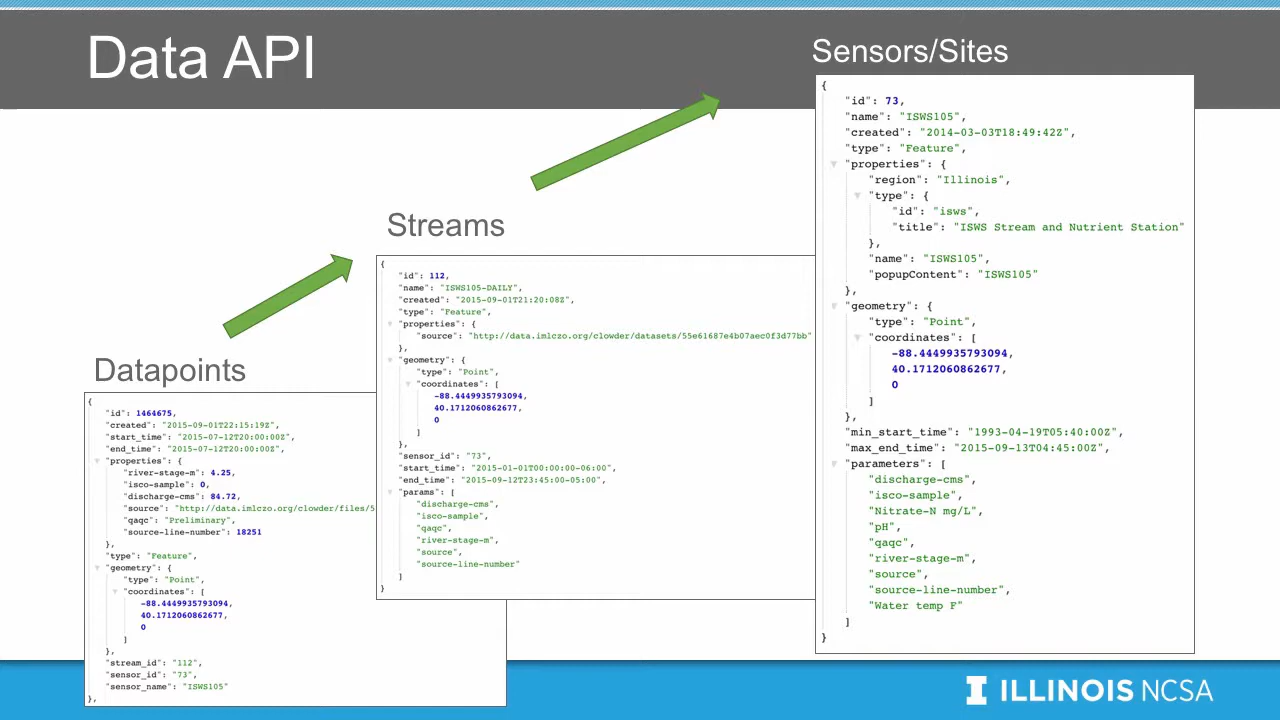 Data API
Sensors/Sites
{
"id": 73,
"name": "ISWS105",
"created": "2014-03-03T18:49:42Z",
"type": "Feature",
"properties": {
"region": "Illinois",
"type": {
"id": "isws",
"title": "ISWS Stream and Nutrient Station"
},
"name": "ISWS105",
"popupContent": "ISWS105"
},
"geometry": {
"type": "Point",
"coordinates": [
-88.4449935793094,
40.1712060862677,
0
]
},
"min_start_time": "1993-04-19T05:40:00Z",
"max_end_time": "2015-09-13T04:45:00Z",
"parameters": [
"discharge-cms",
"isco-sample",
"Nitrate-N mg/L",
"pH",
"qaqc",
"river-stage-m",
"source",
"source-line-number",
"Water temp F"
]
}
Streams
{
"id": 112,
"name": "ISWS105-DAILY",
"created": "2015-09-01T21:20:08Z",
"type": "Feature",
"properties": {
"source": "http://data.imlczo.org/clowder/datasets/55e61687e4b07aec0f3d77bb"
},
"geometry": {
"type": "Point",
"coordinates": [
-88.4449935793094,
40.1712060862677,
0
]
},
"sensor_id": "73",
"start_time": "2015-01-01T00:00:00-06:00",
"end_time": "2015-09-12T23:45:00-05:00",
"params": [
"discharge-cms",
"isco-sample",
"qaqc",
"river-stage-m",
"source",
"source-line-number"
]
}
Datapoints
{
"id": 1464675,
"created": "2015-09-01T22:15:19Z",
"start_time": "2015-07-12T20:00:00Z",
"end_time": "2015-07-12T20:00:00Z",
"properties": {
"river-stage-m": 4.25,
"isco-sample": 0,
"discharge-cms": 84.72,
"source": "http://data.imlczo.org/clowder/files/5
"qaqc": "Preliminary",
"source-line-number": 18251
},
"type": "Feature",
"geometry": {
"type": "Point",
"coordinates": [
-88.4449935793094,
40.1712060862677,
0
]
},
"stream_id": "112",
"sensor_id": "73",
"sensor_name": "ISWS105"
},
I ILLINOIS NCSA